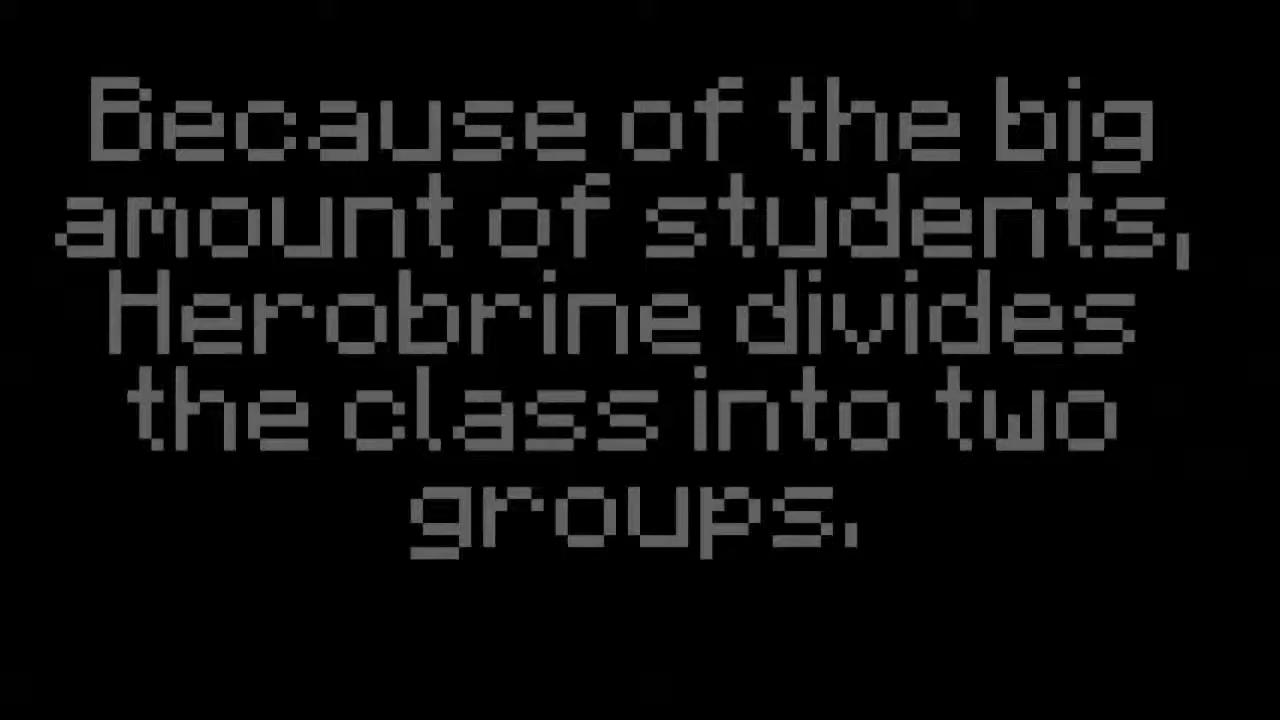 Because of the big
amount of students,
Herobrine divides
the class into two
groups.